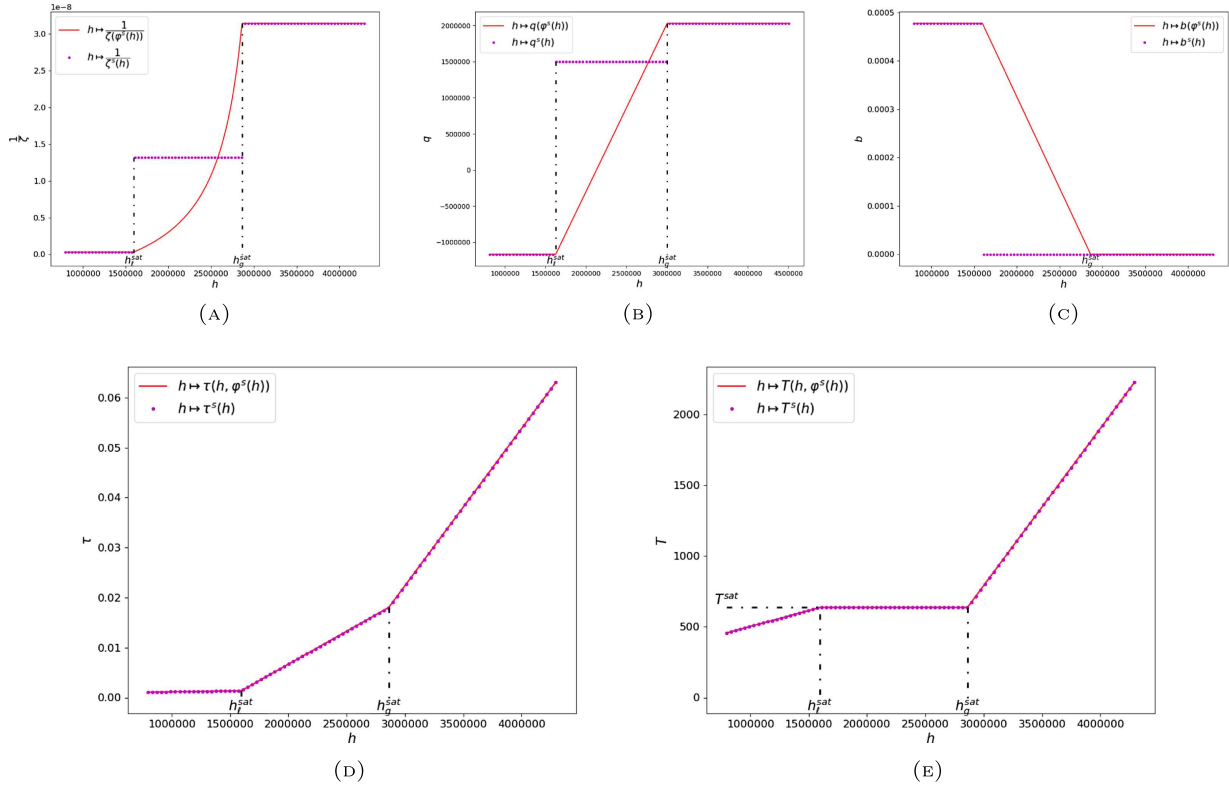 1e−8
h ↦ 1/ζ(φˢ(h))
h ↦ 1/ζˢ(h)
3.0
2.5
2.0
1.5
1.0
0.5
0.0
1/ζ
h_ℓ^sat
h_g^sat
1000000 1500000 2000000 2500000 3000000 3500000 4000000
h
(A)
h ↦ q(φˢ(h))
h ↦ qˢ(h)
2000000
1500000
1000000
500000
0
−500000
−1000000
q
h_ℓ^sat
h_g^sat
1000000 1500000 2000000 2500000 3000000 3500000 4000000 4500000
h
(B)
h ↦ b(φˢ(h))
h ↦ bˢ(h)
0.0005
0.0004
0.0003
0.0002
0.0001
0.0000
b
h_g^sat
1000000 1500000 2000000 2500000 3000000 3500000 4000000
h
(C)
h ↦ τ(h, φˢ(h))
h ↦ τˢ(h)
0.06
0.05
0.04
0.03
0.02
0.01
0.00
τ
h_ℓ^sat
h_g^sat
1000000 1500000 2000000 2500000 3000000 3500000 4000000
h
(D)
h ↦ T(h, φˢ(h))
h ↦ Tˢ(h)
2000
1500
1000
500
0
T
T^sat
h_ℓ^sat
h_g^sat
1000000 1500000 2000000 2500000 3000000 3500000 4000000
h
(E)